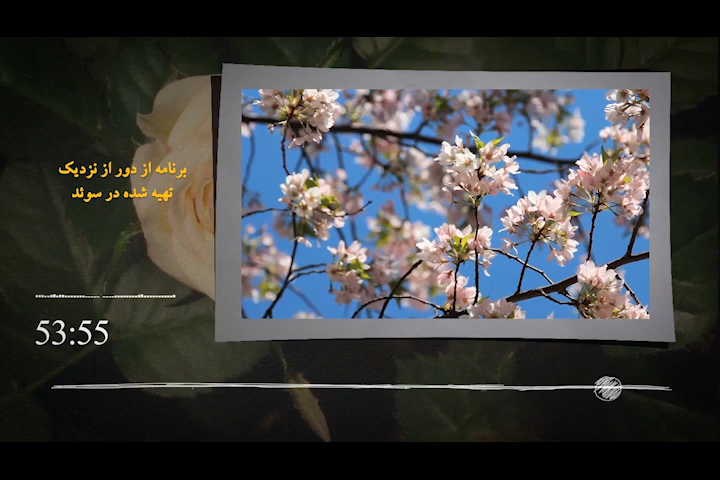 برنامه از دور از نزدیک
تهیه شده در سوئد
53:55